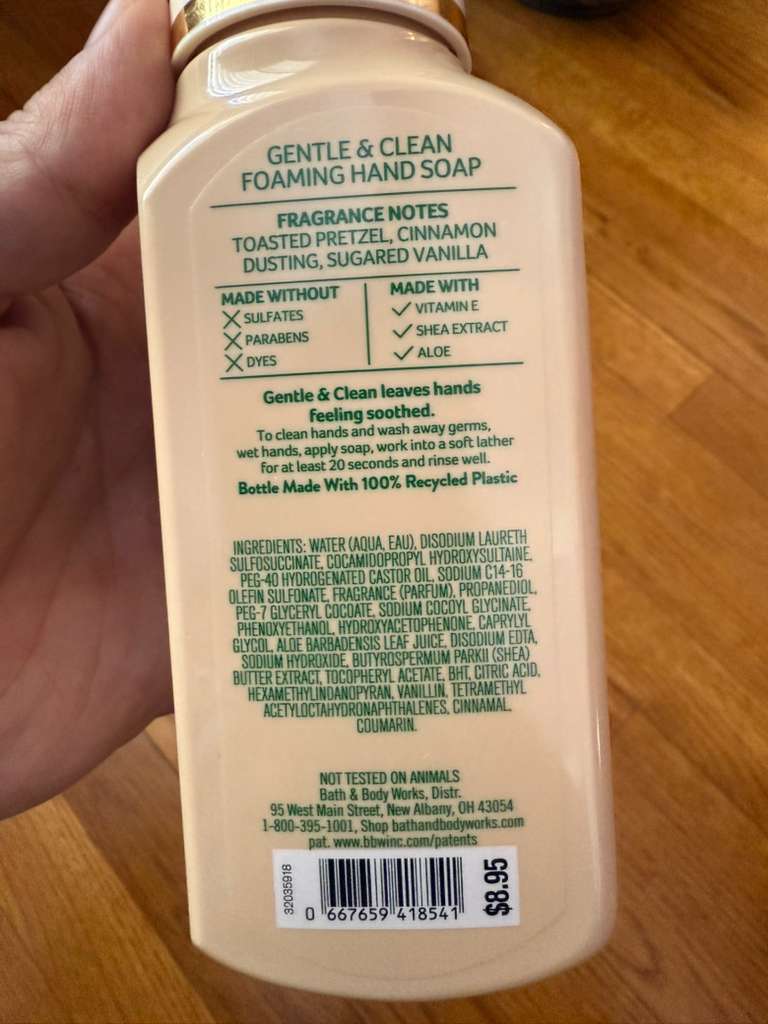 GENTLE & CLEAN
FOAMING HAND SOAP
FRAGRANCE NOTES
TOASTED PRETZEL, CINNAMON
DUSTING, SUGARED VANILLA
MADE WITHOUT
SULFATES
PARABENS
DYES
MADE WITH
VITAMIN E
SHEA EXTRACT
ALOE
Gentle & Clean leaves hands
feeling soothed.
To clean hands and wash away germs,
wet hands, apply soap, work into a soft lather
for at least 20 seconds and rinse well.
Bottle Made With 100% Recycled Plastic
INGREDIENTS: WATER (AQUA, EAU), DISODIUM LAURETH
SULFOSUCCINATE, COCAMIDOPROPYL HYDROXYSULTAINE,
PEG-40 HYDROGENATED CASTOR OIL, SODIUM C14-16
OLEFIN SULFONATE, FRAGRANCE (PARFUM), PROPANEDIOL,
PEG-7 GLYCERYL COCOATE, SODIUM COCOYL GLYCINATE,
PHENOXYETHANOL, HYDROXYACETOPHENONE, CAPRYLYL
GLYCOL, ALOE BARBADENSIS LEAF JUICE, DISODIUM EDTA,
SODIUM HYDROXIDE, BUTYROSPERMUM PARKII (SHEA)
BUTTER EXTRACT, TOCOPHERYL ACETATE, BHT, CITRIC ACID,
HEXAMETHYLINDANOPYRAN, VANILLIN, TETRAMETHYL
ACETYLOCTAHYDRONAPHTHALENES, CINNAMAL,
COUMARIN.
NOT TESTED ON ANIMALS
Bath & Body Works, Distr.
95 West Main Street, New Albany, OH 43054
1-800-395-1001, Shop bathandbodyworks.com
pat. www.bbwinc.com/patents
32035918
0 667659 418541
$8.95